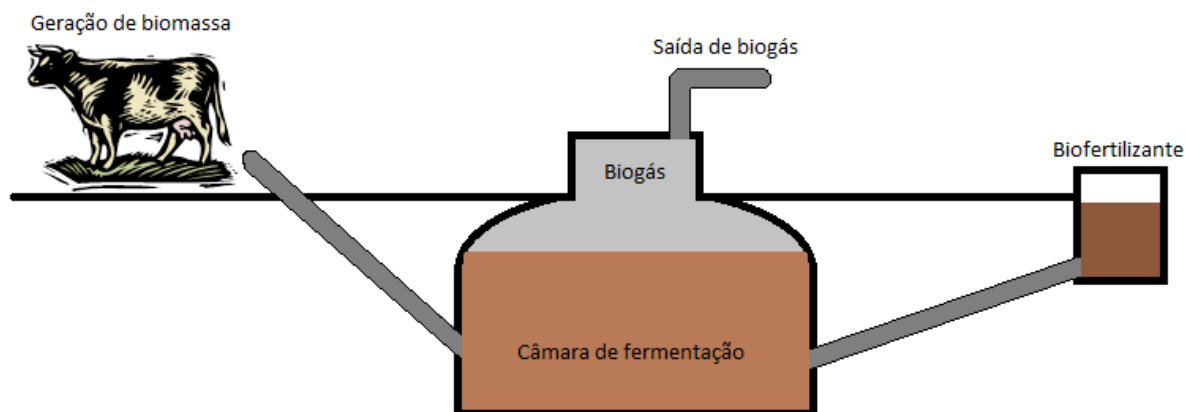 Geração de biomassa
Saída de biogás
Biogás
Biofertilizante
Câmara de fermentação